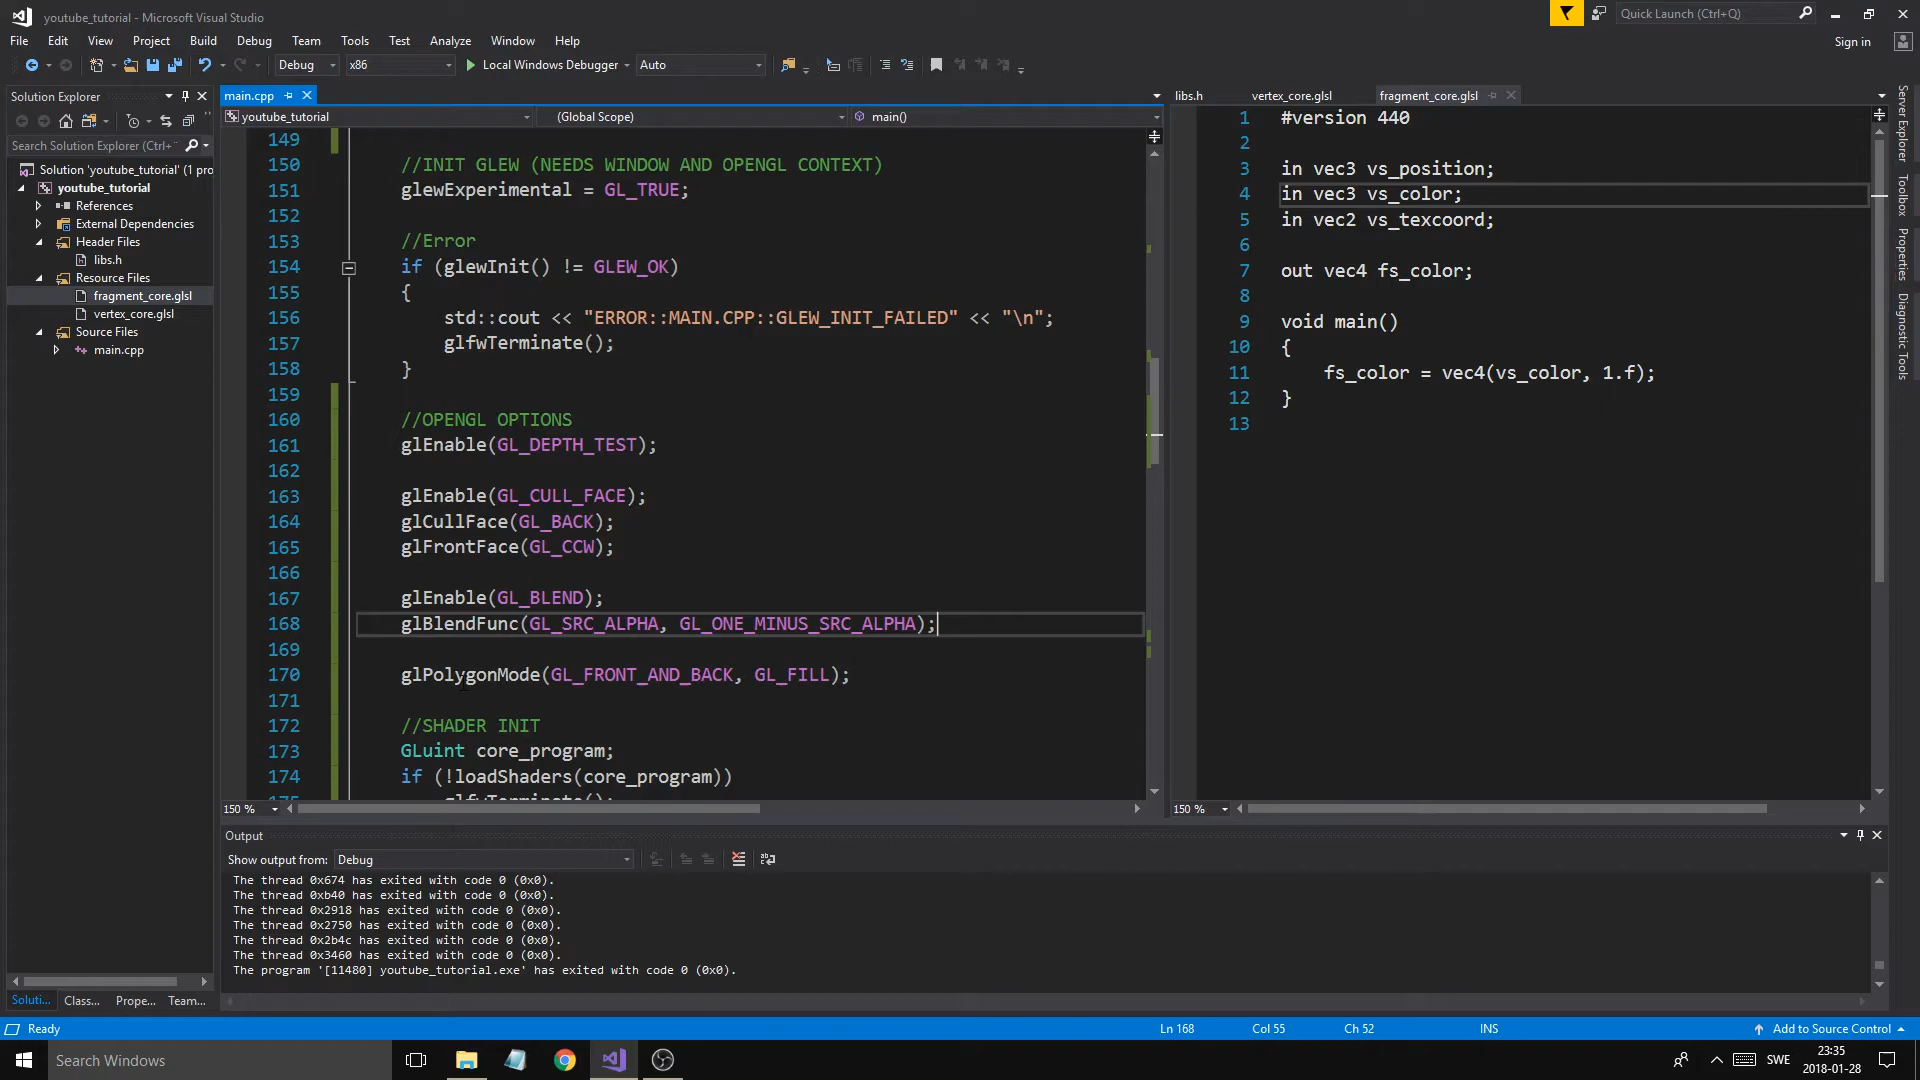 youtube_tutorial - Microsoft Visual Studio
Quick Launch (Ctrl+Q)
File Edit View Project Build Debug Team Tools Test Analyze Window Help
Sign in
Debug x86 Local Windows Debugger Auto
Solution Explorer
Search Solution Explorer (Ctrl+
Solution 'youtube_tutorial' (1 pro
youtube_tutorial
References
External Dependencies
Header Files
libs.h
Resource Files
fragment_core.glsl
vertex_core.glsl
Source Files
main.cpp
Soluti... Class... Prope... Team...
main.cpp
youtube_tutorial (Global Scope) main()
149
150 //INIT GLEW (NEEDS WINDOW AND OPENGL CONTEXT)
151 glewExperimental = GL_TRUE;
152
153 //Error
154 if (glewInit() != GLEW_OK)
155 {
156 std::cout << "ERROR::MAIN.CPP::GLEW_INIT_FAILED" << "\n";
157 glfwTerminate();
158 }
159
160 //OPENGL OPTIONS
161 glEnable(GL_DEPTH_TEST);
162
163 glEnable(GL_CULL_FACE);
164 glCullFace(GL_BACK);
165 glFrontFace(GL_CCW);
166
167 glEnable(GL_BLEND);
168 glBlendFunc(GL_SRC_ALPHA, GL_ONE_MINUS_SRC_ALPHA);
169
170 glPolygonMode(GL_FRONT_AND_BACK, GL_FILL);
171
172 //SHADER INIT
173 GLuint core_program;
174 if (!loadShaders(core_program))
175 glfwTerminate();
150 %
libs.h vertex_core.glsl fragment_core.glsl
1 #version 440
2
3 in vec3 vs_position;
4 in vec3 vs_color;
5 in vec2 vs_texcoord;
6
7 out vec4 fs_color;
8
9 void main()
10 {
11 fs_color = vec4(vs_color, 1.f);
12 }
13
150 %
Server Explorer
Toolbox
Properties
Diagnostic Tools
Output
Show output from: Debug
The thread 0x674 has exited with code 0 (0x0).
The thread 0xb40 has exited with code 0 (0x0).
The thread 0x2918 has exited with code 0 (0x0).
The thread 0x2750 has exited with code 0 (0x0).
The thread 0x2b4c has exited with code 0 (0x0).
The thread 0x3460 has exited with code 0 (0x0).
The program '[11480] youtube_tutorial.exe' has exited with code 0 (0x0).
Ready Ln 168 Col 55 Ch 52 INS Add to Source Control
Search Windows
SWE
23:35
2018-01-28